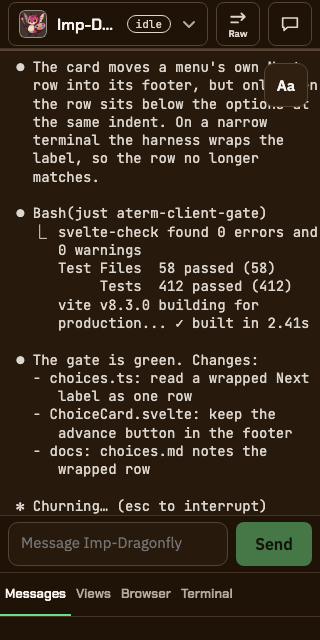 Imp-D... idle
Raw
● The card moves a menu's own
row into its footer, but
Aa
the row sits below the options at
the same indent. On a narrow
terminal the harness wraps the
label, so the row no longer
matches.
● Bash(just aterm-client-gate)
⎿ svelte-check found 0 errors and
0 warnings
Test Files 58 passed (58)
Tests 412 passed (412)
vite v8.3.0 building for
production... ✓ built in 2.41s
● The gate is green. Changes:
- choices.ts: read a wrapped Next
label as one row
- ChoiceCard.svelte: keep the
advance button in the footer
- docs: choices.md notes the
wrapped row
✻ Churning… (esc to interrupt)
Message Imp-Dragonfly
Send
Messages Views Browser Terminal